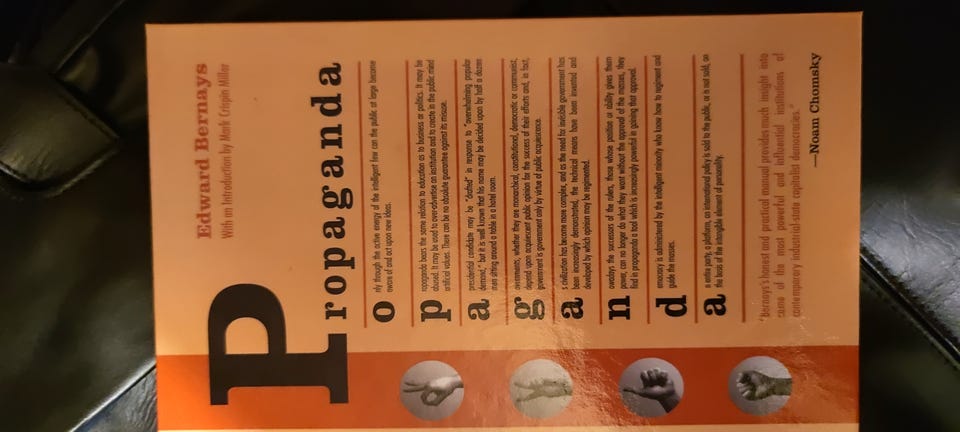 Edward Bernays
With an Introduction by Mark Crispin Miller
Propaganda
only through the active energy of the intelligent few can the public at large become
aware of and act upon new ideas.
propaganda bears the same relation to education as to business or politics. It may be
abused. It may be used to over-advertise an institution and to create in the public mind
artificial values. There can be no absolute guarantee against its misuse.
a presidential candidate may be "drafted" in response to "overwhelming popular
demand," but it is well known that his name may be decided upon by half a dozen
men sitting around a table in a hotel room.
governments, whether they are monarchical, constitutional, democratic or communist,
depend upon acquiescent public opinion for the success of their efforts and, in fact,
government is government only by virtue of public acquiescence.
as civilization has become more complex, and as the need for invisible government has
been increasingly demonstrated, the technical means have been invented and
developed by which opinion may be regimented.
nowadays the successors of the rulers, those whose position or ability gives them
power, can no longer do what they want without the approval of the masses, they
find in propaganda a tool which is increasingly powerful in gaining that approval.
democracy is administered by the intelligent minority who know how to regiment and
guide the masses.
an entire party, a platform, an international policy is sold to the public, or is not sold, on
the basis of the intangible element of personality.
"Bernays's honest and practical manual provides much insight into
some of the most powerful and influential institutions of
contemporary industrial-state capitalist democracies."
—Noam Chomsky